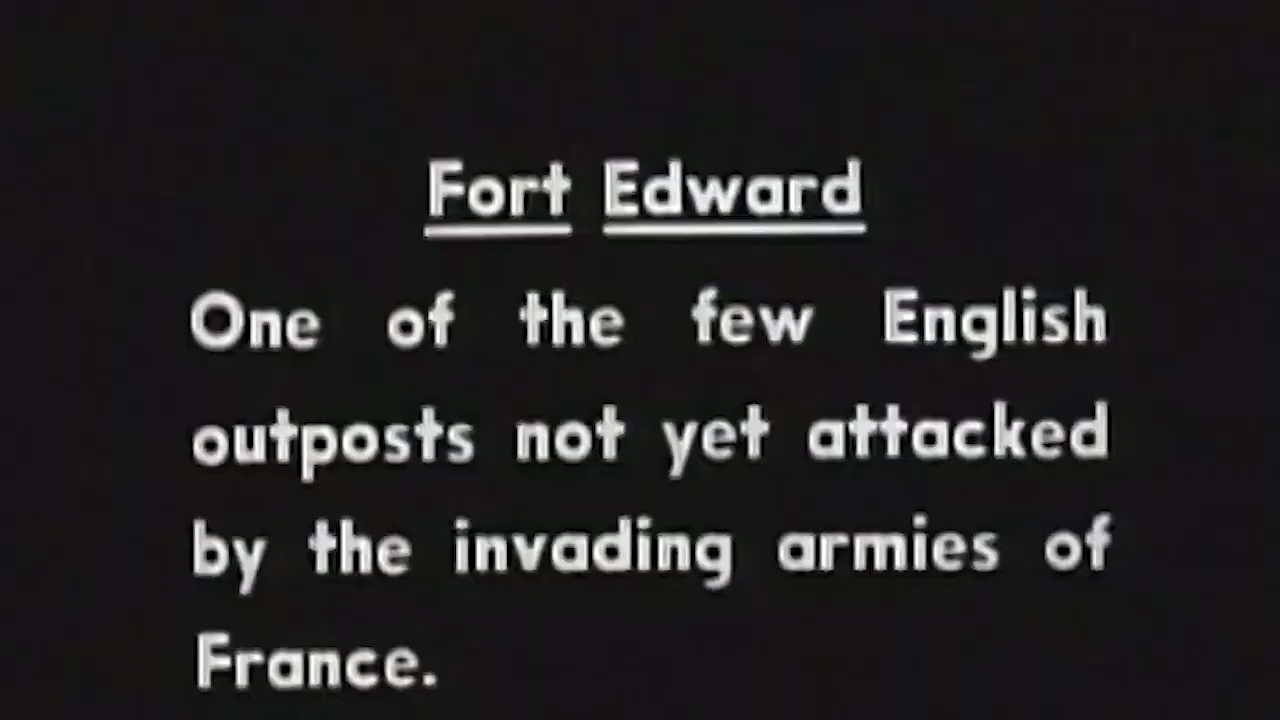 Fort Edward
One of the few English
outposts not yet attacked
by the invading armies of
France.